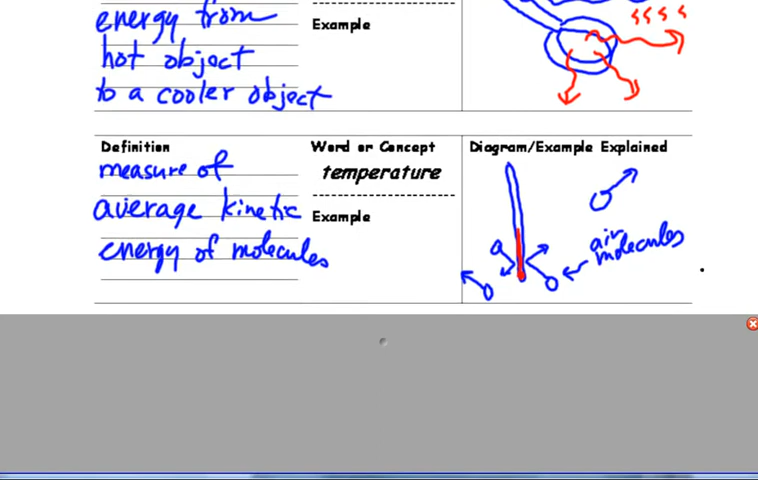 energy from
Example
hot object
to a cooler object
Definition
Word or Concept
Diagram/Example Explained
measure of
temperature
average kinetic
Example
energy of molecules
air
molecules